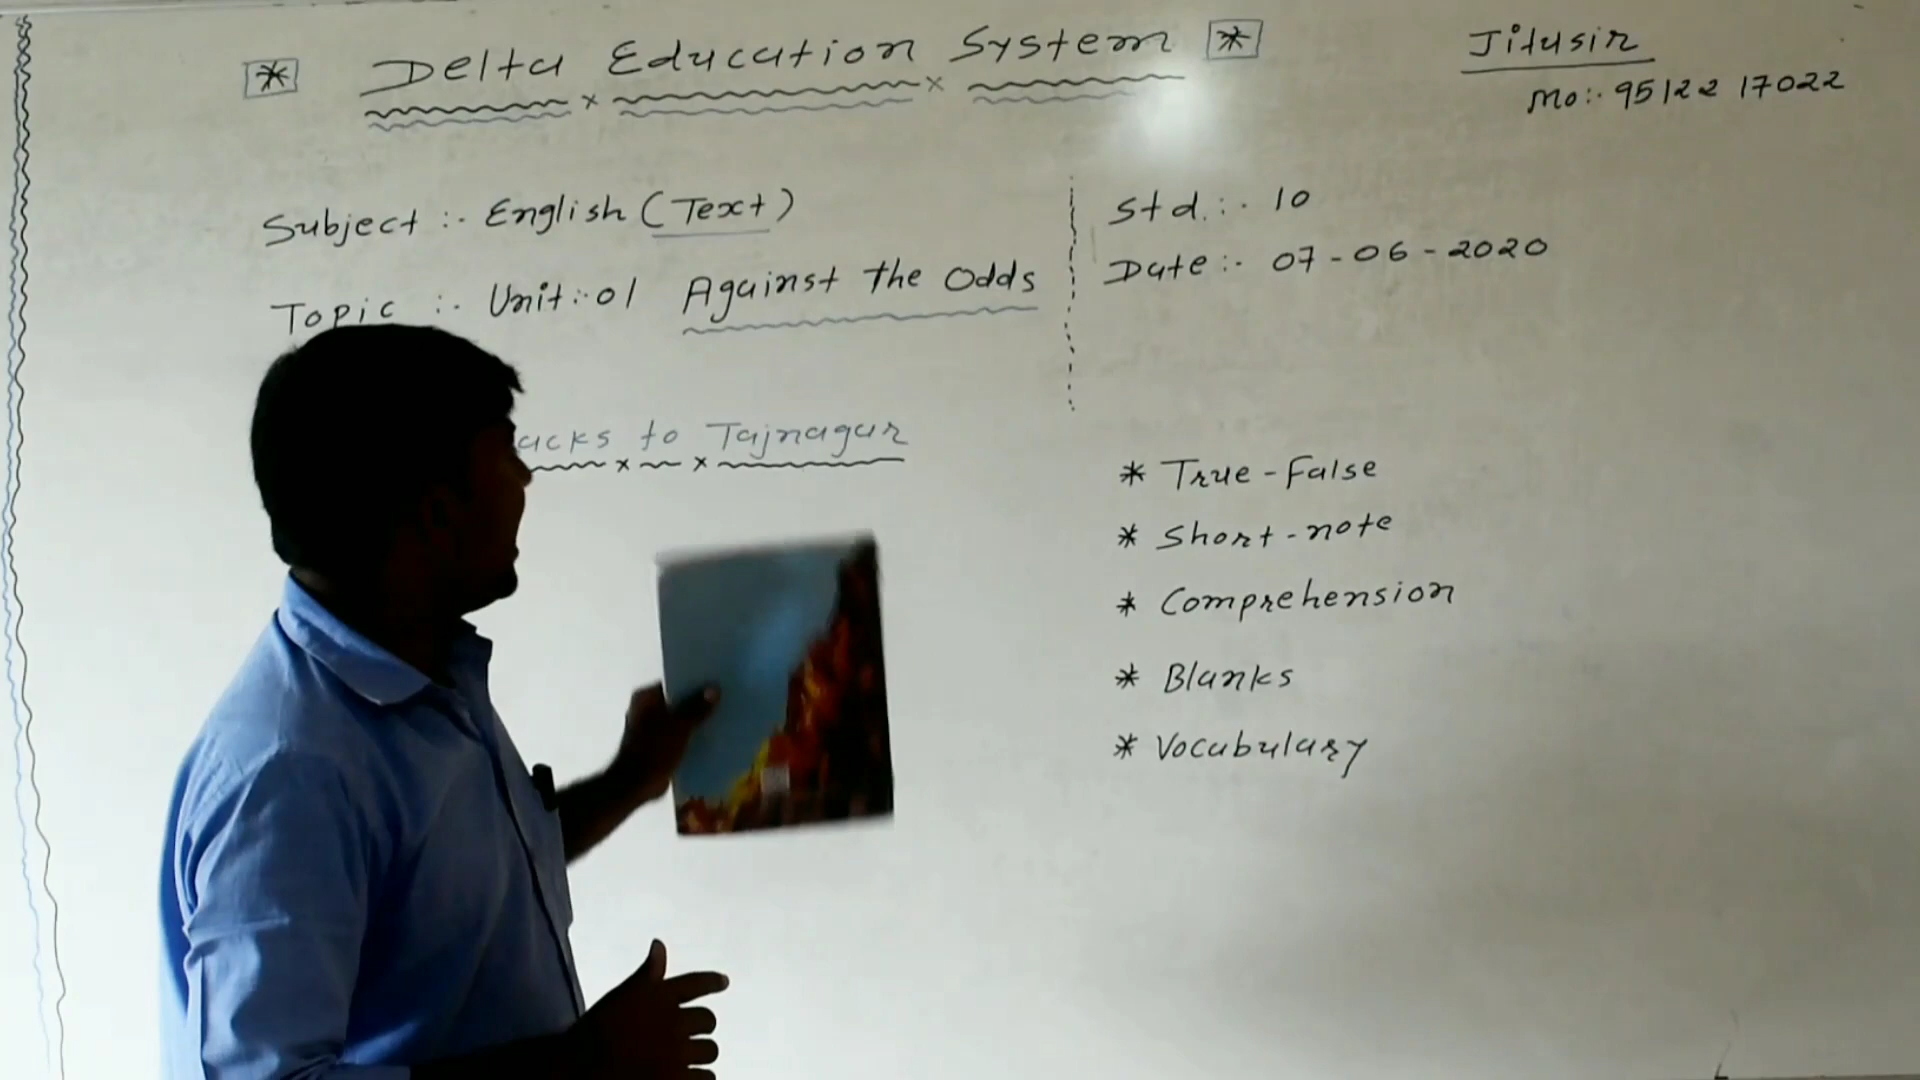 * Delta Education System *
Jitusir
Mo:- 95122 17022
Subject :- English (Text)
Topic :- Unit:-01 Against the Odds
Std. :- 10
Date :- 07-06-2020
to Tajnagar
* True-False
* Short-note
* Comprehension
* Blanks
* Vocabulary